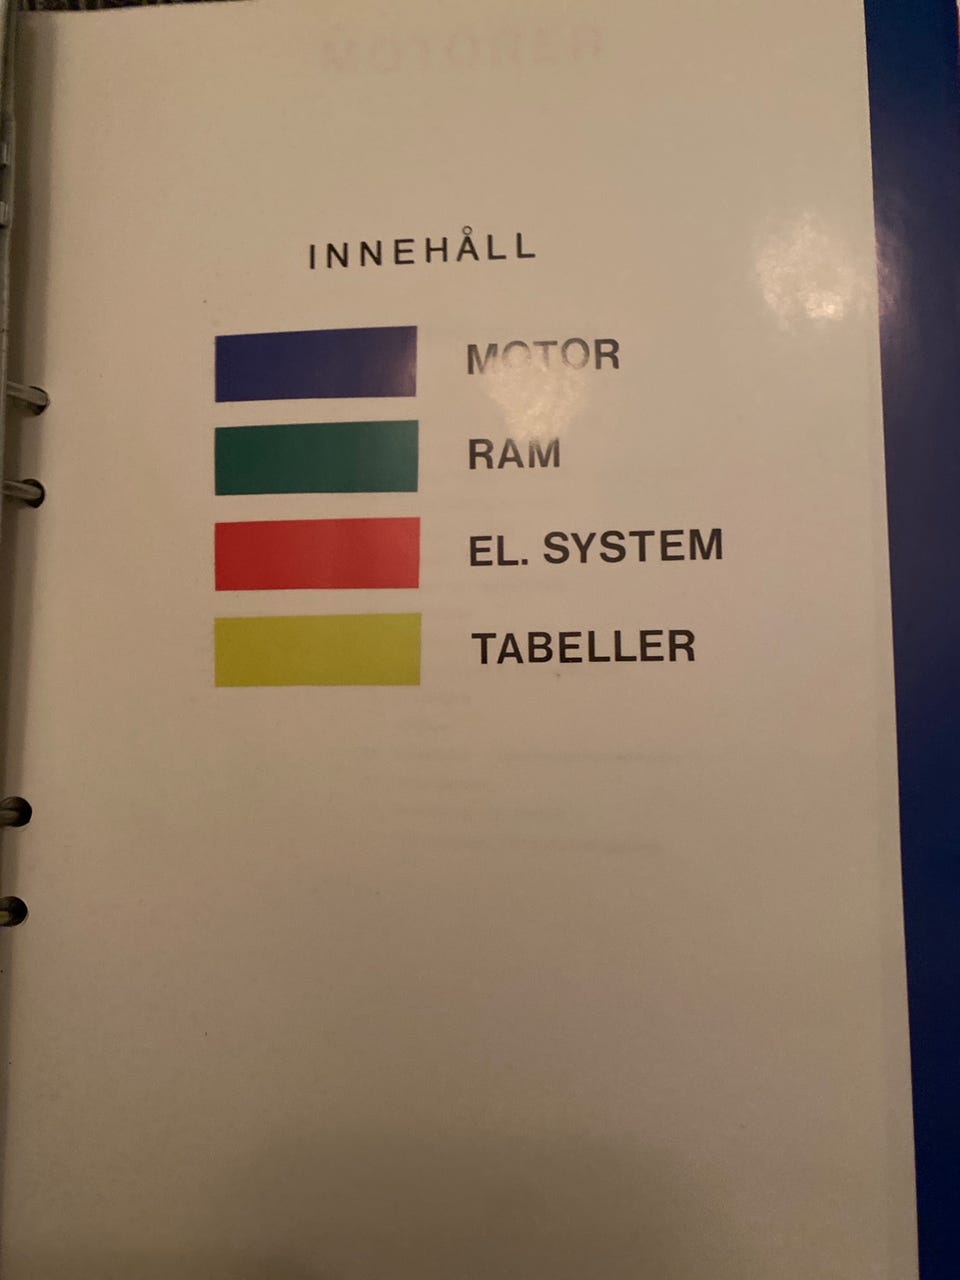 INNEHÅLL
MOTOR
RAM
EL. SYSTEM
TABELLER